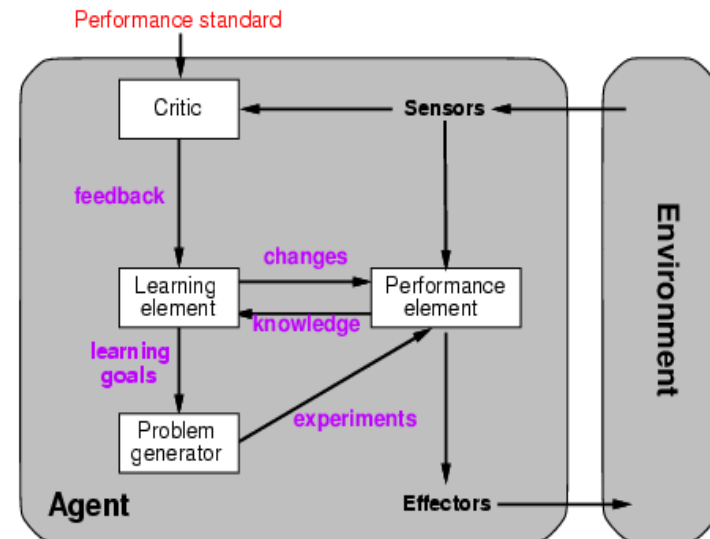 Performance standard
Critic
Sensors
feedback
changes
Learning
element
Performance
element
knowledge
learning
goals
experiments
Problem
generator
Agent
Effectors
Environment